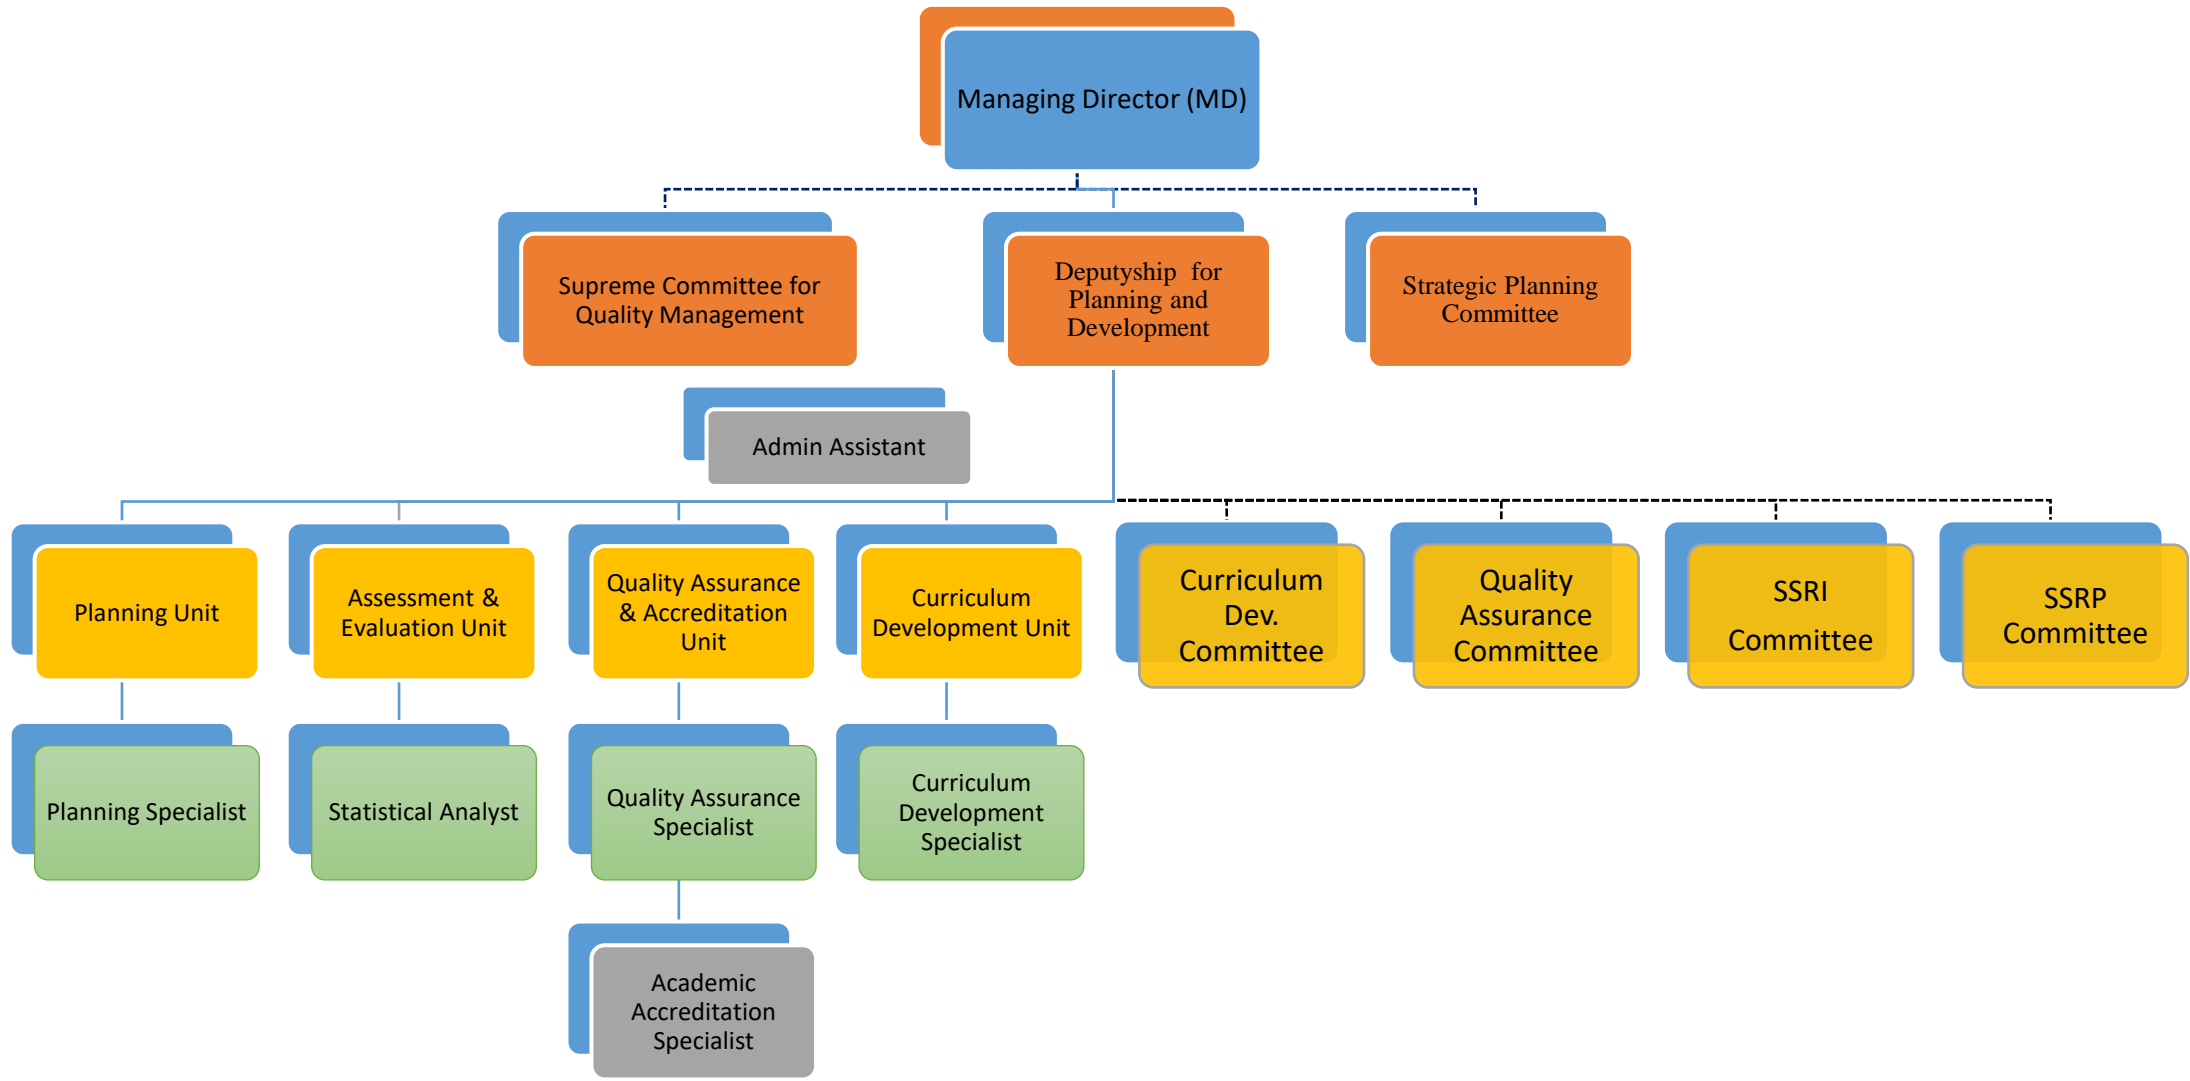 Managing Director (MD)
Supreme Committee for
Quality Management
Deputyship for
Planning and
Development
Strategic Planning
Committee
Admin Assistant
Planning Unit
Assessment &
Evaluation Unit
Quality Assurance
& Accreditation
Unit
Curriculum
Development Unit
Curriculum
Dev.
Committee
Quality
Assurance
Committee
SSRI
Committee
SSRP
Committee
Planning Specialist
Statistical Analyst
Quality Assurance
Specialist
Curriculum
Development
Specialist
Academic
Accreditation
Specialist